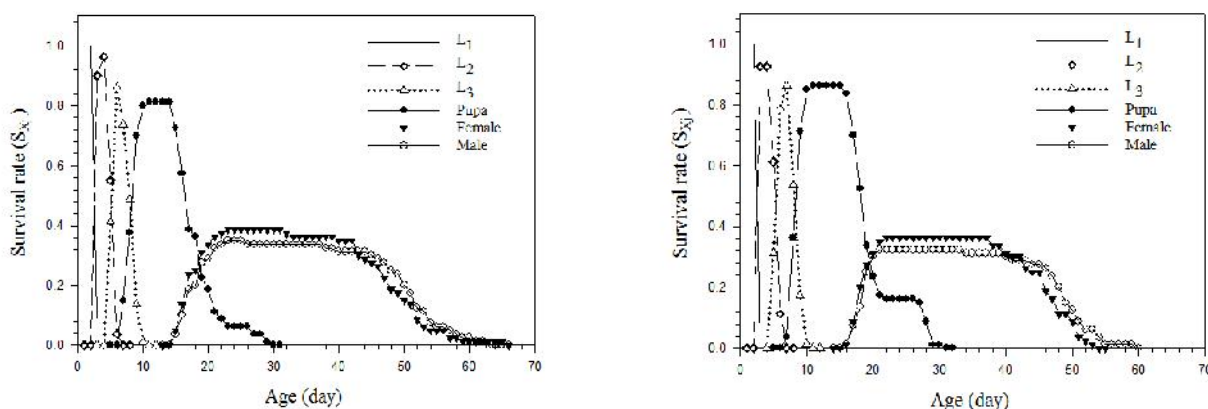 1.0
0.8
0.6
0.4
0.2
0.0
Survival rate (S
L1
L2
L3
Pupa
Female
Male
0 10 20 30 40 50 60 70
Age (day)
1.0
0.8
0.6
0.4
0.2
0.0
Survival rate (SXj)
L1
L2
L3
Pupa
Female
Male
0 10 20 30 40 50 60 70
Age (day)